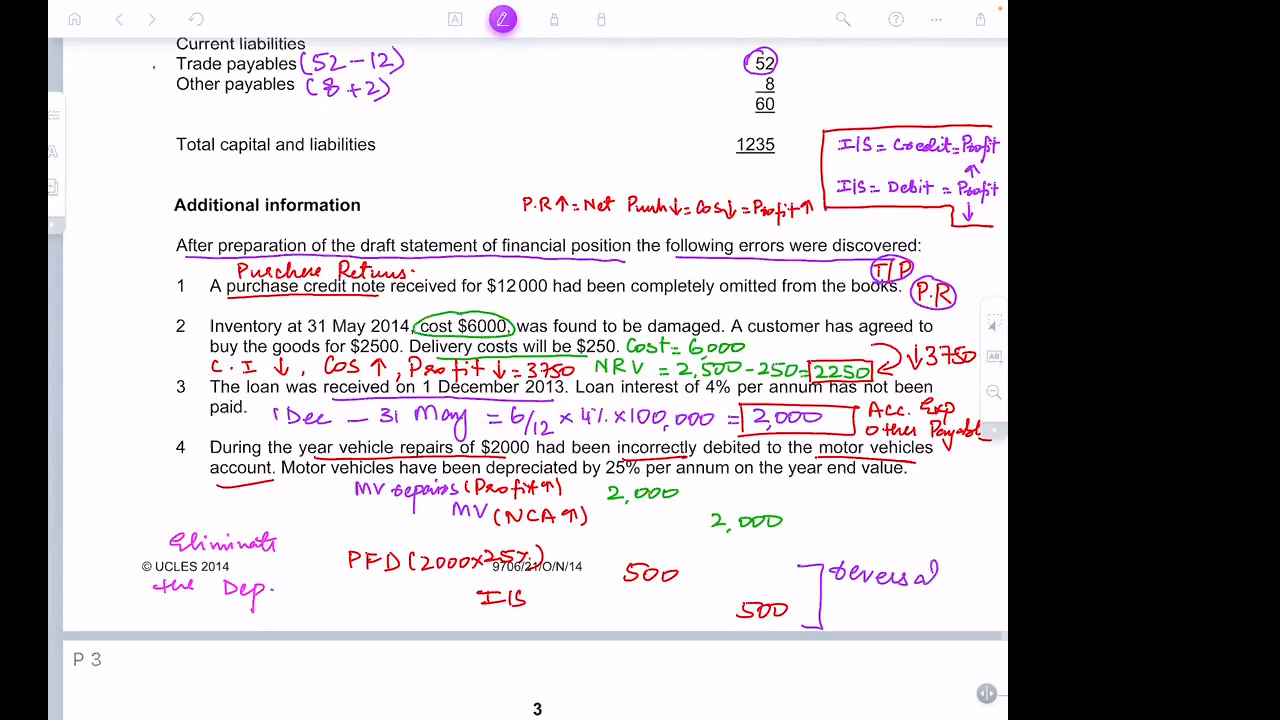 Current liabilities
Trade payables (52 - 12) 52
Other payables (8 + 2) 8
60
Total capital and liabilities 1235
I/S = Credit = Profit ↑
I/S = Debit = Profit ↓
Additional information
P.R ↑ = Net Purch ↓ = Cos ↓ = Profit ↑
After preparation of the draft statement of financial position the following errors were discovered:
Purchase Returns. T/P
1 A purchase credit note received for $12 000 had been completely omitted from the books. P.R
2 Inventory at 31 May 2014, cost $6000, was found to be damaged. A customer has agreed to
buy the goods for $2500. Delivery costs will be $250. Cost = 6,000
↓ 3750
C.I ↓, Cos ↑, Profit ↓ = 3750 NRV = 2,500 - 250 = 2250
3 The loan was received on 1 December 2013. Loan interest of 4% per annum has not been
paid. 1 Dec - 31 May = 6/12 × 4% × 100,000 = 2,000 Acc. Exp
Other Payable
4 During the year vehicle repairs of $2000 had been incorrectly debited to the motor vehicles
account. Motor vehicles have been depreciated by 25% per annum on the year end value.
MV repairs (Profit ↑) 2,000
MV (NCA ↑) 2,000
Eliminate
the Dep.
PFD (2000 × 25%) 500
I/S 500
reversal
© UCLES 2014 9706/21/O/N/14
P 3
3